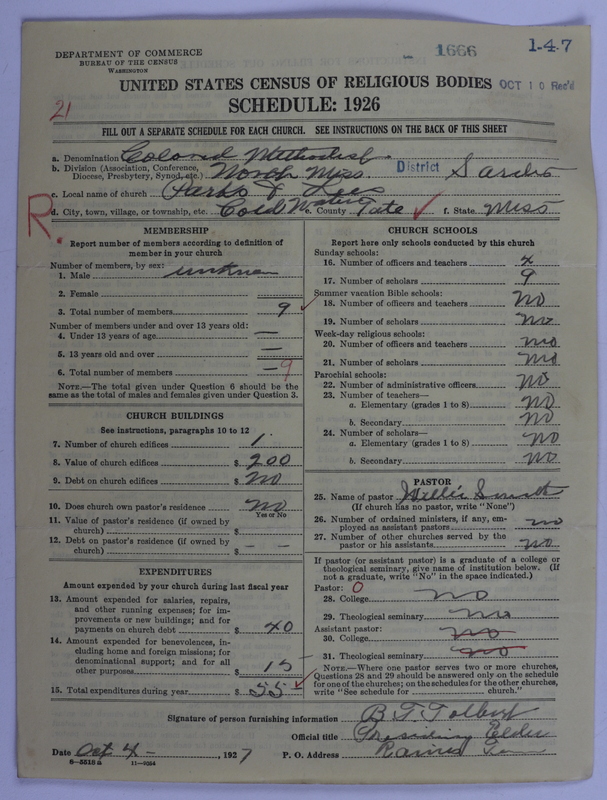 DEPARTMENT OF COMMERCE
BUREAU OF THE CENSUS
WASHINGTON
1666
1-4-7
UNITED STATES CENSUS OF RELIGIOUS BODIES
OCT 10 Rec'd
SCHEDULE: 1926
21
FILL OUT A SEPARATE SCHEDULE FOR EACH CHURCH. SEE INSTRUCTIONS ON THE BACK OF THIS SHEET
a. Denomination Colored Methodist
b. Division (Association, Conference, Diocese, Presbytery, Synod, etc.) North Miss. District Sardis
c. Local name of church
R.
d. City, town, village, or township, etc. Cold Water e. County Tate f. State Miss
MEMBERSHIP
Report number of members according to definition of
member in your church
Number of members, by sex:
1. Male unknown
2. Female
3. Total number of members 9
Number of members under and over 13 years old:
4. Under 13 years of age —
5. 13 years old and over —
6. Total number of members — 9
NOTE.—The total given under Question 6 should be the
same as the total of males and females given under Question 3.
CHURCH BUILDINGS
See instructions, paragraphs 10 to 12
7. Number of church edifices 1
8. Value of church edifices $ 200
9. Debt on church edifices $ no
10. Does church own pastor's residence no
Yes or No
11. Value of pastor's residence (if owned by
church) $
12. Debt on pastor's residence (if owned by
church) $ — —
EXPENDITURES
Amount expended by your church during last fiscal year
13. Amount expended for salaries, repairs,
and other running expenses; for im-
provements or new buildings; and for
payments on church debt $ 40
14. Amount expended for benevolences, in-
cluding home and foreign missions; for
denominational support; and for all
other purposes $ 15
15. Total expenditures during year $ 55
CHURCH SCHOOLS
Report here only schools conducted by this church
Sunday schools:
16. Number of officers and teachers 4
17. Number of scholars 9
Summer vacation Bible schools:
18. Number of officers and teachers no
19. Number of scholars no
Week-day religious schools:
20. Number of officers and teachers no
21. Number of scholars no
Parochial schools:
22. Number of administrative officers no
23. Number of teachers—
a. Elementary (grades 1 to 8) no
b. Secondary no
24. Number of scholars—
a. Elementary (grades 1 to 8) no
b. Secondary no
PASTOR
25. Name of pastor Willie Smith
(If church has no pastor, write "None")
26. Number of ordained ministers, if any, em-
ployed as assistant pastors no
27. Number of other churches served by the
pastor or his assistants no
If pastor (or assistant pastor) is a graduate of a college or
theological seminary, give name of institution below. (If
not a graduate, write "No" in the space indicated.)
Pastor: 0
28. College no
29. Theological seminary no
Assistant pastor:
30. College no
31. Theological seminary no
NOTE.—Where one pastor serves two or more churches,
Questions 28 and 29 should be answered only on the schedule
for one of the churches; on the schedules for the other churches,
write "See schedule for church."
Signature of person furnishing information B. F. Tolbert
Official title Presiding Elder
Date Oct 4 —, 1927 P. O. Address
8—5518 a 11—9064